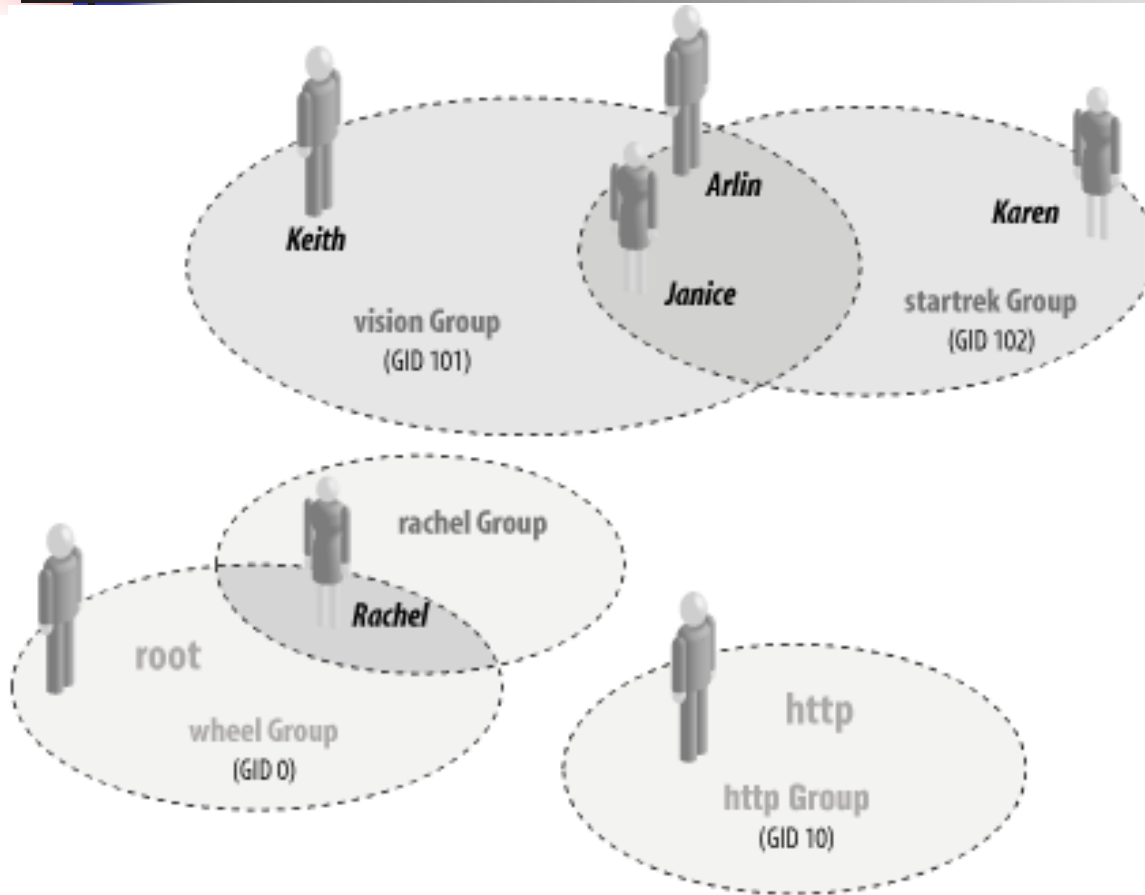 Arlin
Karen
Keith
Janice
startrek Group
(GID 102)
vision Group
(GID 101)
rachel Group
Rachel
root
wheel Group
(GID 0)
http
http Group
(GID 10)